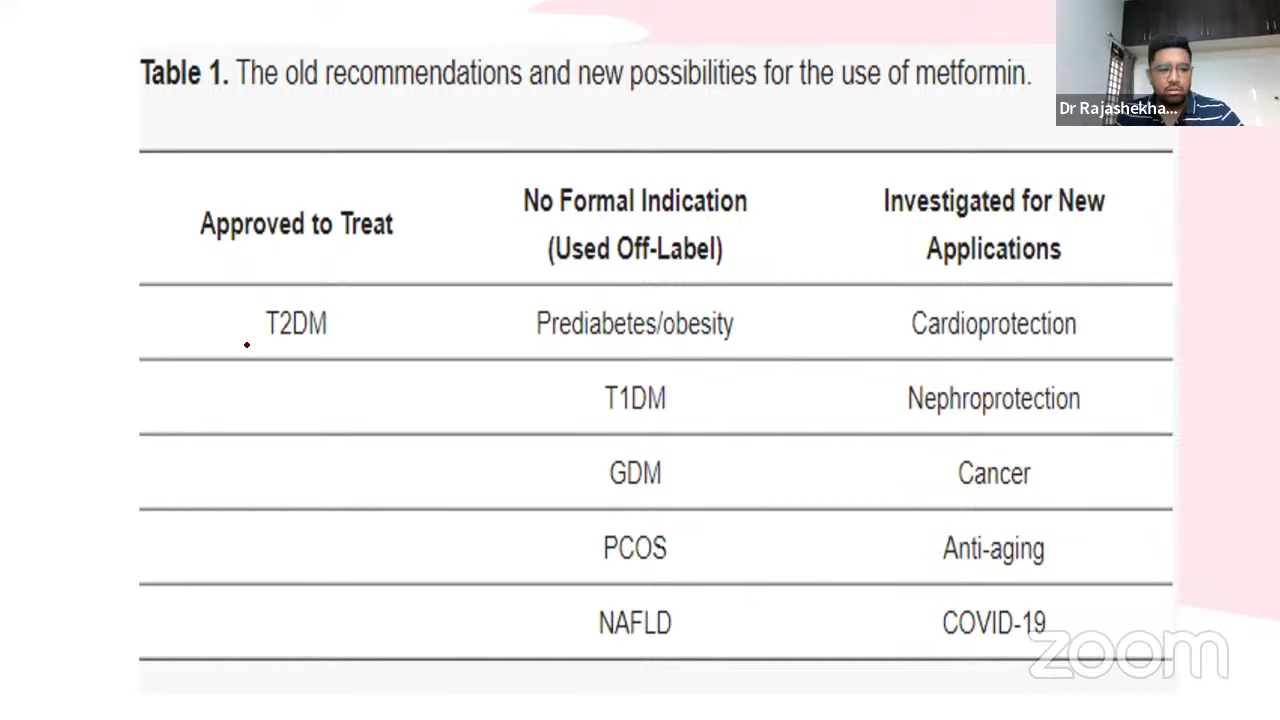 Table 1. The old recommendations and new possibilities for the use of metformin.
Dr Rajashekha...
Approved to Treat
No Formal Indication
(Used Off-Label)
Investigated for New
Applications
T2DM
Prediabetes/obesity
Cardioprotection
T1DM
Nephroprotection
GDM
Cancer
PCOS
Anti-aging
NAFLD
COVID-19
zoom